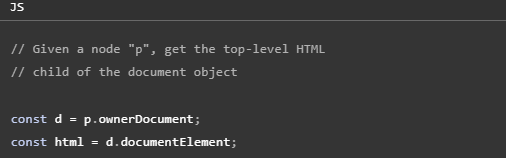 JS
// Given a node "p", get the top-level HTML
// child of the document object
const d = p.ownerDocument;
const html = d.documentElement;